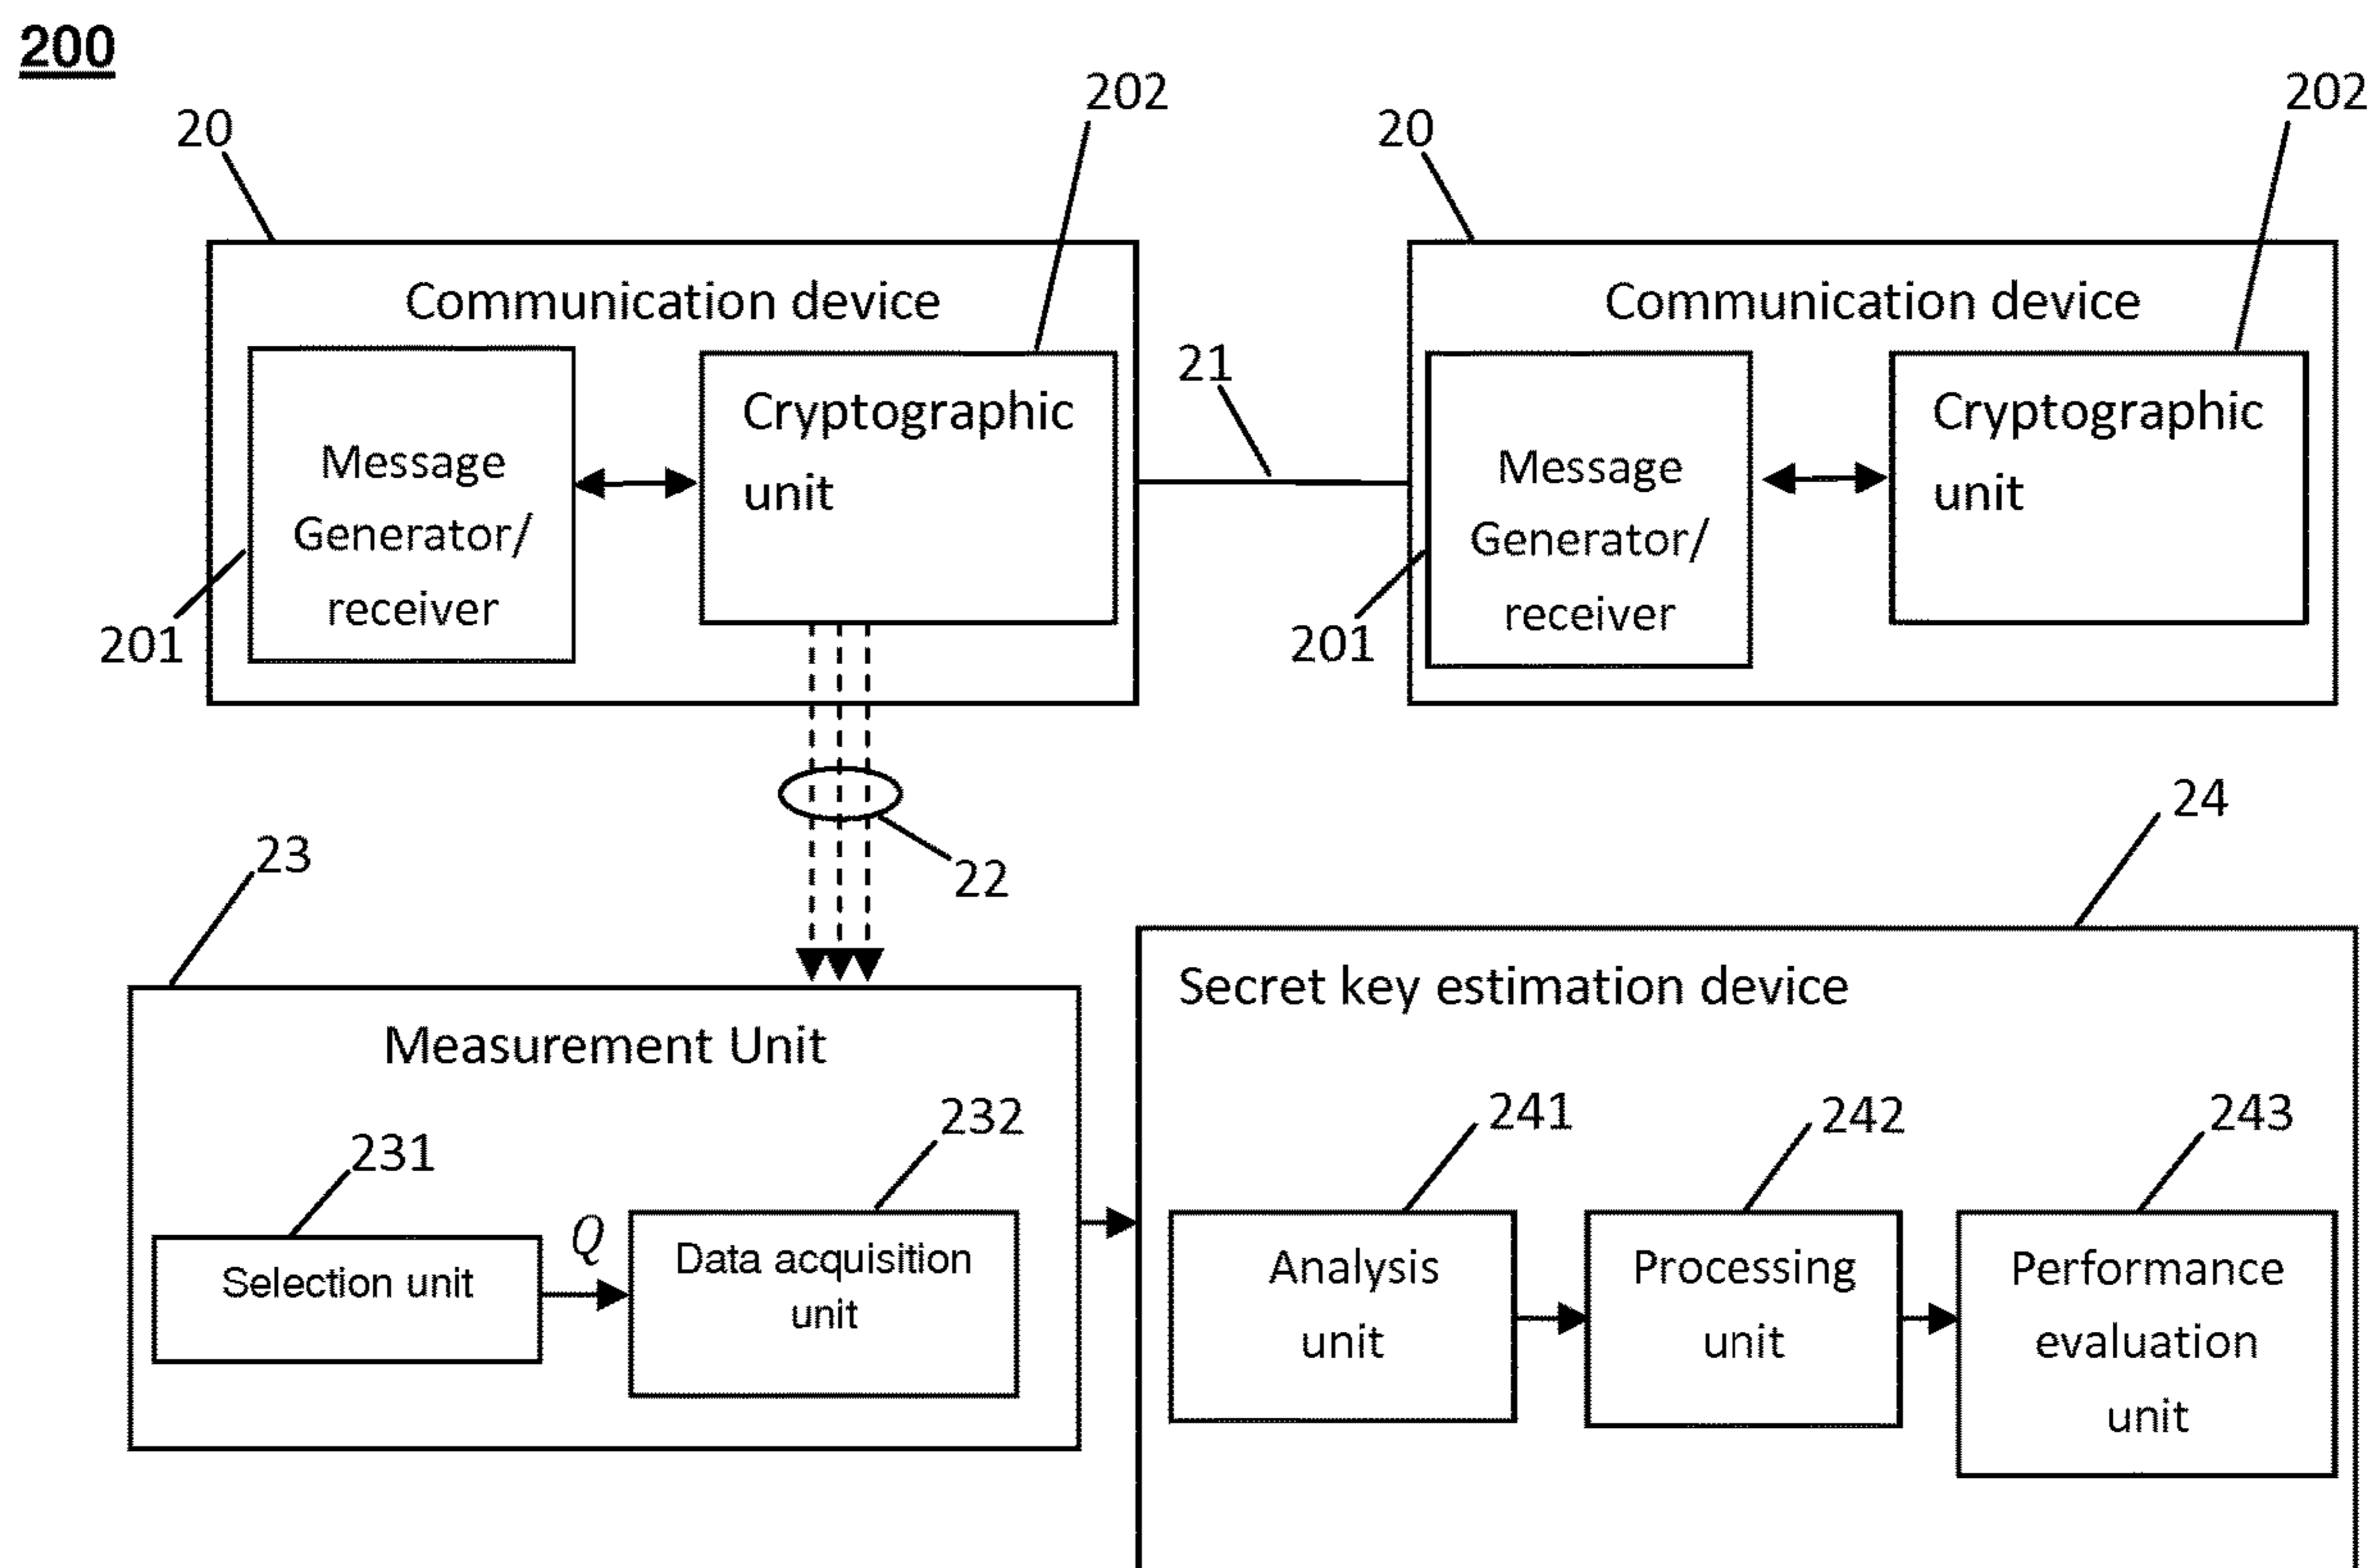 200
20
202
20
202
Communication device
Communication device
21
Cryptographic
unit
Cryptographic
unit
Message
Generator/
receiver
Message
Generator/
receiver
201
201
22
23
24
Measurement Unit
Secret key estimation device
231
232
241
242
243
Q
Selection unit
Data acquisition
unit
Analysis
unit
Processing
unit
Performance
evaluation
unit